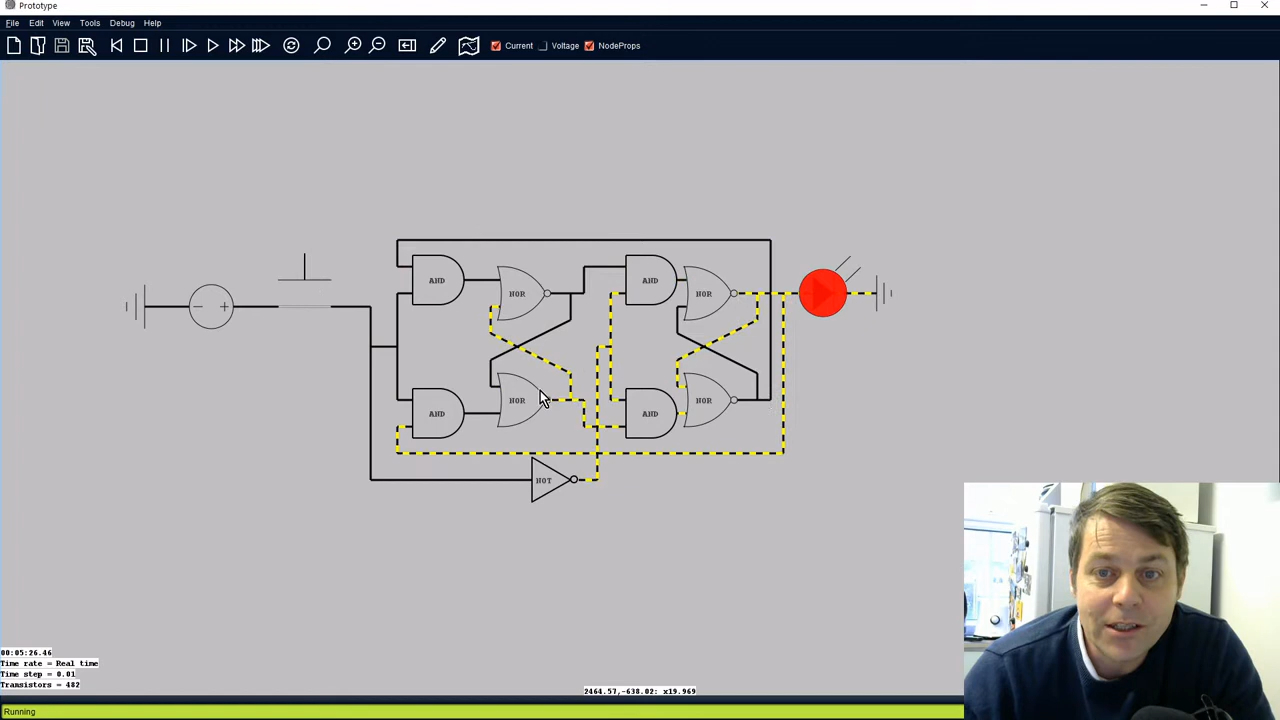 Prototype
File Edit View Tools Debug Help
Current Voltage NodeProps
AND NOR AND NOR
AND NOR AND NOR
NOT
00:05:26.46
Time rate = Real time
Time step = 0.01
Transistors = 482
2464.57,-638.02: x19.969
Running